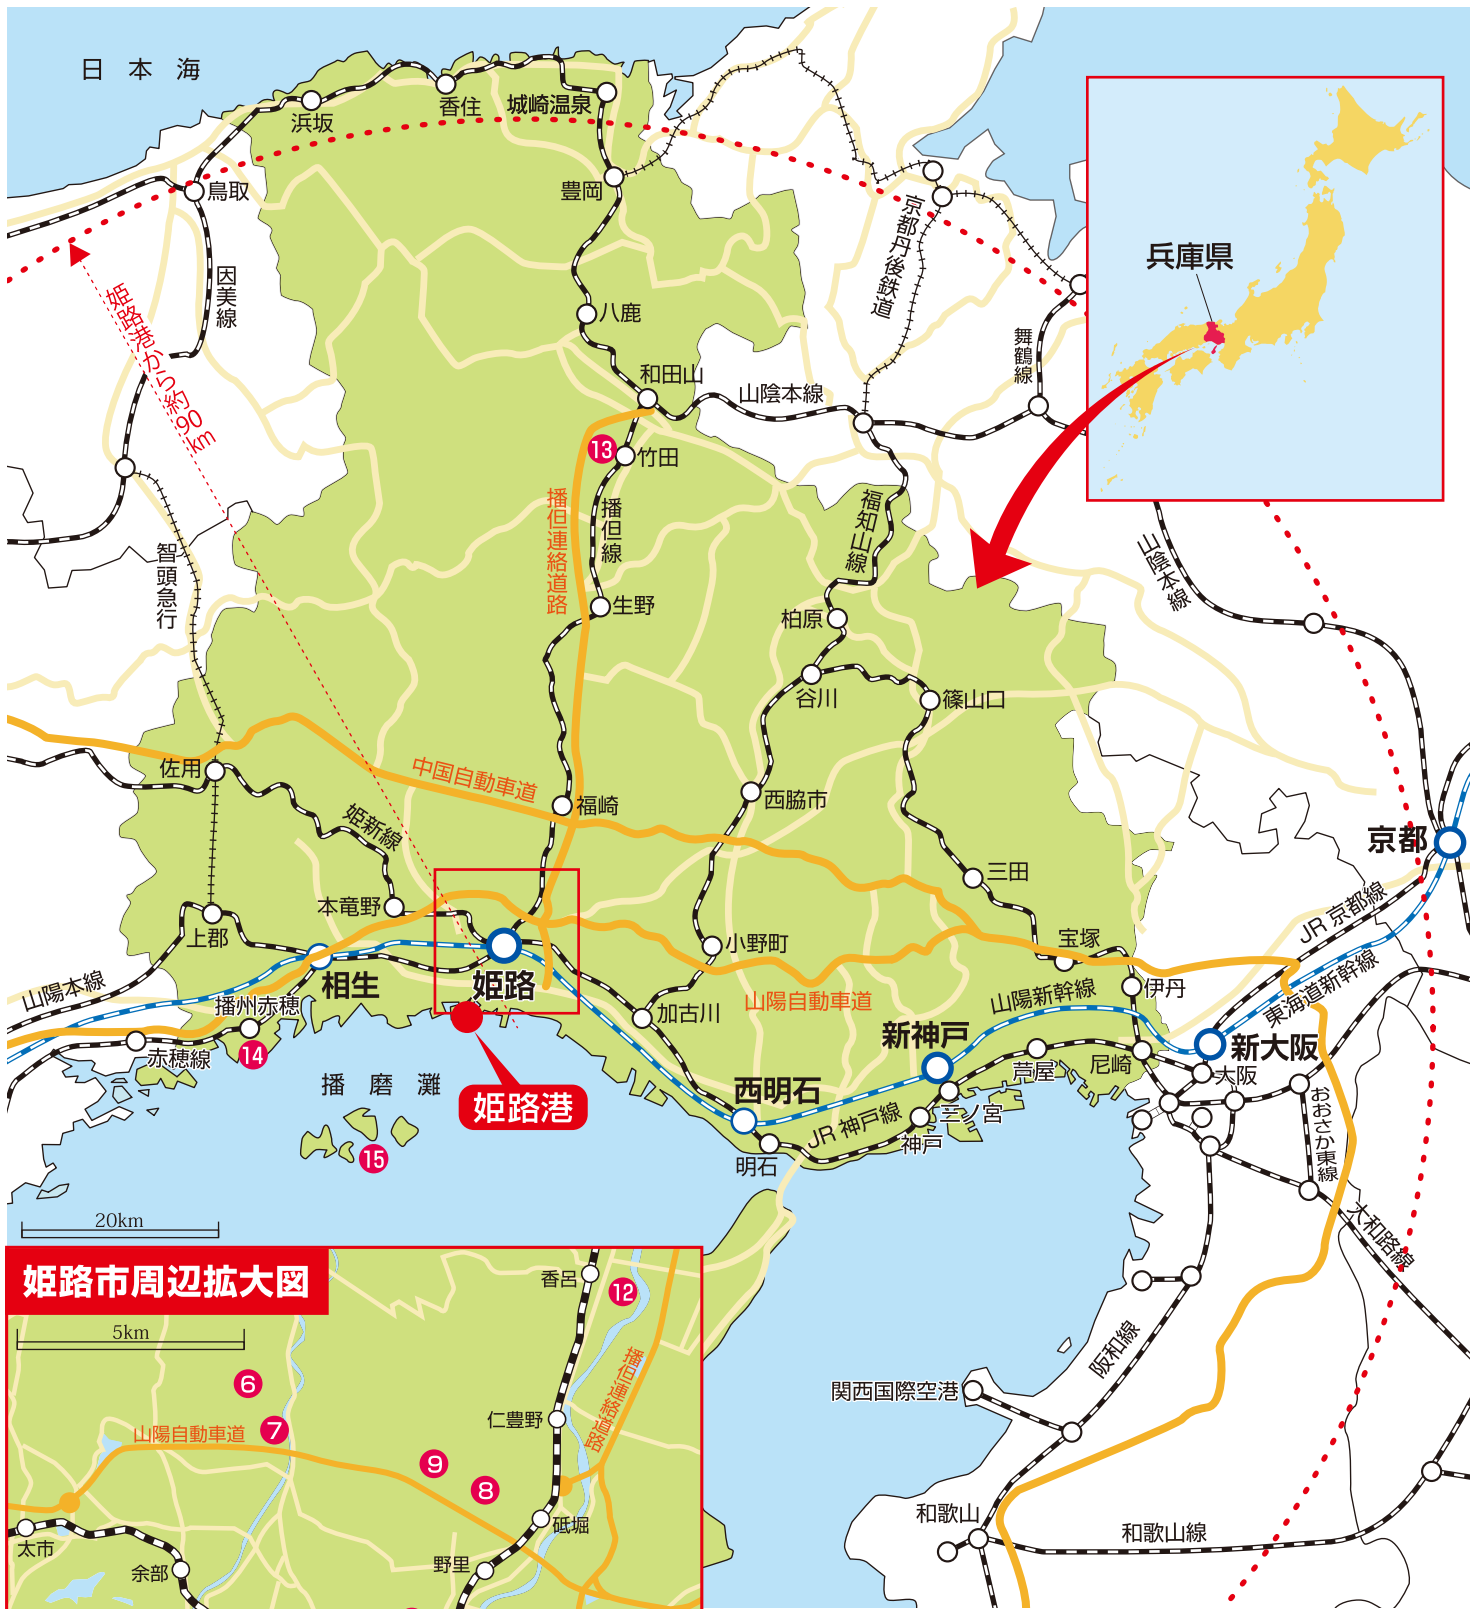 日本海
浜坂
香住
城崎温泉
鳥取
豊岡
因美線
京都丹後鉄道
兵庫県
姫路港から約90km
八鹿
舞鶴線
和田山
山陰本線
13
竹田
播但連絡道路
播但線
福知山線
智頭急行
山陰本線
生野
柏原
谷川
篠山口
佐用
中国自動車道
福崎
西脇市
姫新線
京都
三田
本竜野
上郡
JR京都線
小野町
宝塚
山陽本線
相生
姫路
伊丹
播州赤穂
加古川
山陽自動車道
山陽新幹線
東海道新幹線
新神戸
新大阪
赤穂線
14
尼崎
大阪
芦屋
播磨灘
姫路港
西明石
三ノ宮
JR神戸線
神戸
おおさか東線
15
明石
20km
大和路線
姫路市周辺拡大図
5km
香呂
12
播但連絡道路
阪和線
関西国際空港
6
7
山陽自動車道
仁豊野
9
8
和歌山
和歌山線
砥堀
太市
余部
野里